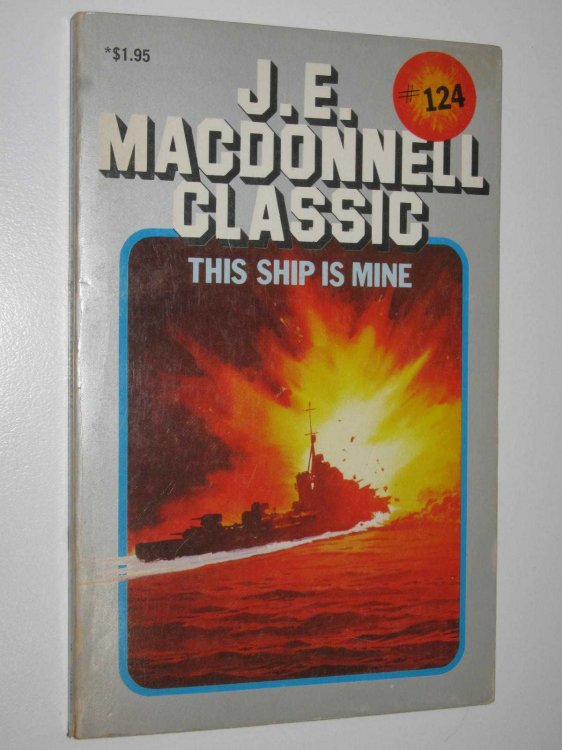 *$1.95
J.E.
#124
MACDONNELL
CLASSIC
THIS SHIP IS MINE